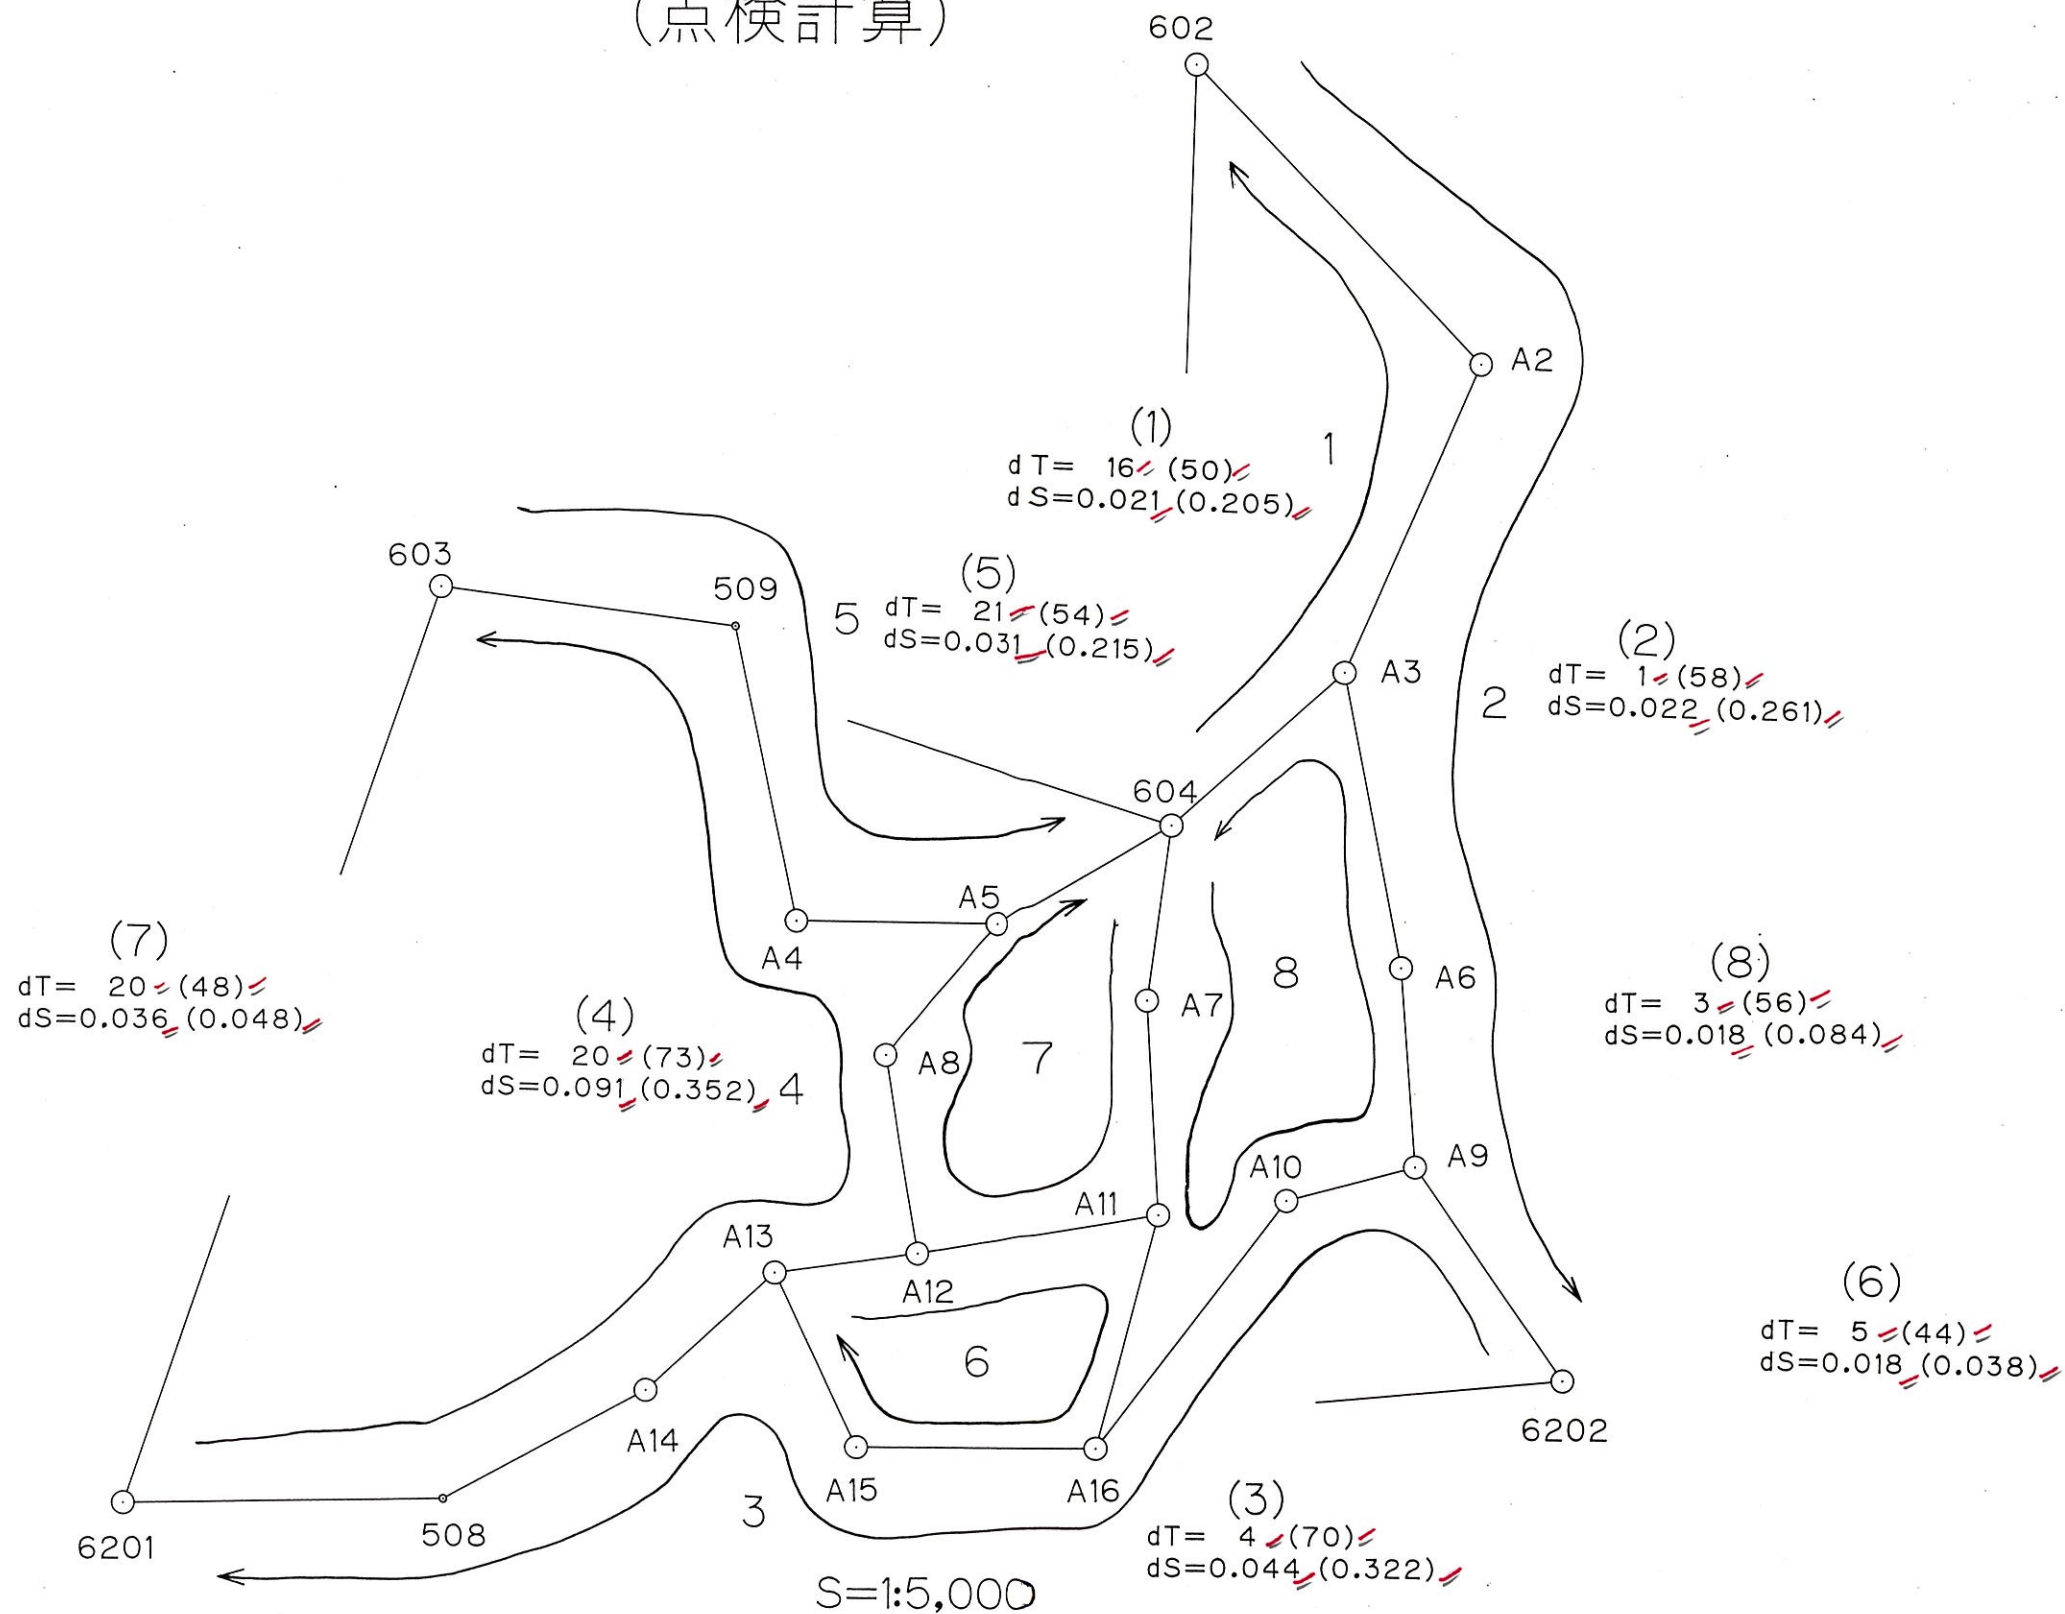 (点検計算)
602
A2
(1)
dT= 16 (50)
dS=0.021 (0.205)
1
603
509
(5)
5
dT= 21 (54)
dS=0.031 (0.215)
A3
(2)
dT= 1 (58)
2
dS=0.022 (0.261)
604
A5
A4
(7)
dT= 20 (48)
dS=0.036 (0.048)
8
A6
A7
(8)
dT= 3 (56)
dS=0.018 (0.084)
(4)
dT= 20 (73)
dS=0.091 (0.352)
4
A8
7
A9
A10
A11
A13
A12
6
(6)
dT= 5 (44)
dS=0.018 (0.038)
6202
A14
A15
A16
3
(3)
dT= 4 (70)
dS=0.044 (0.322)
508
6201
S=1:5,000